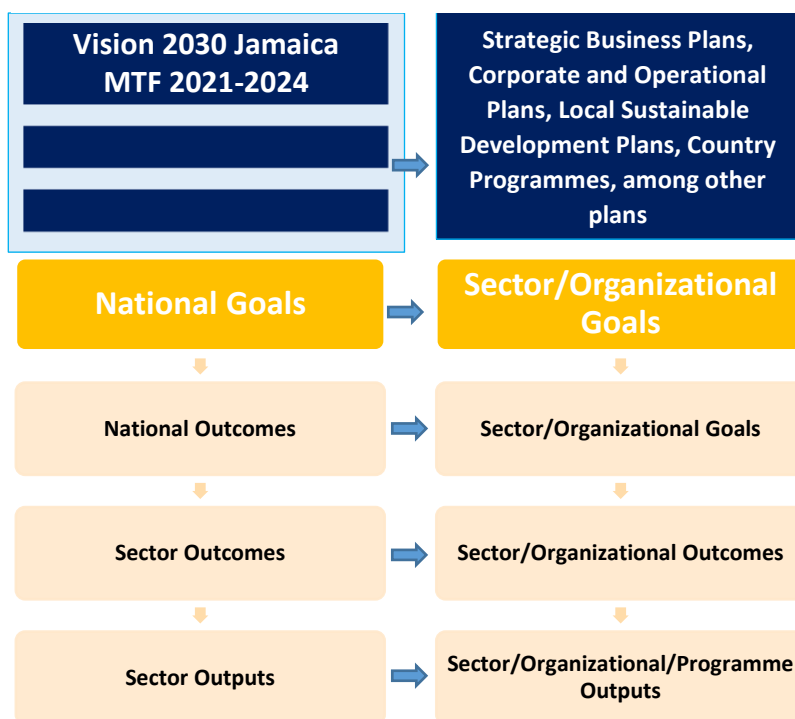 Vision 2030 Jamaica
MTF 2021-2024
Strategic Business Plans,
Corporate and Operational
Plans, Local Sustainable
Development Plans, Country
Programmes, among other
plans
National Goals
Sector/Organizational
Goals
National Outcomes
Sector/Organizational Goals
Sector Outcomes
Sector/Organizational Outcomes
Sector Outputs
Sector/Organizational/Programme
Outputs